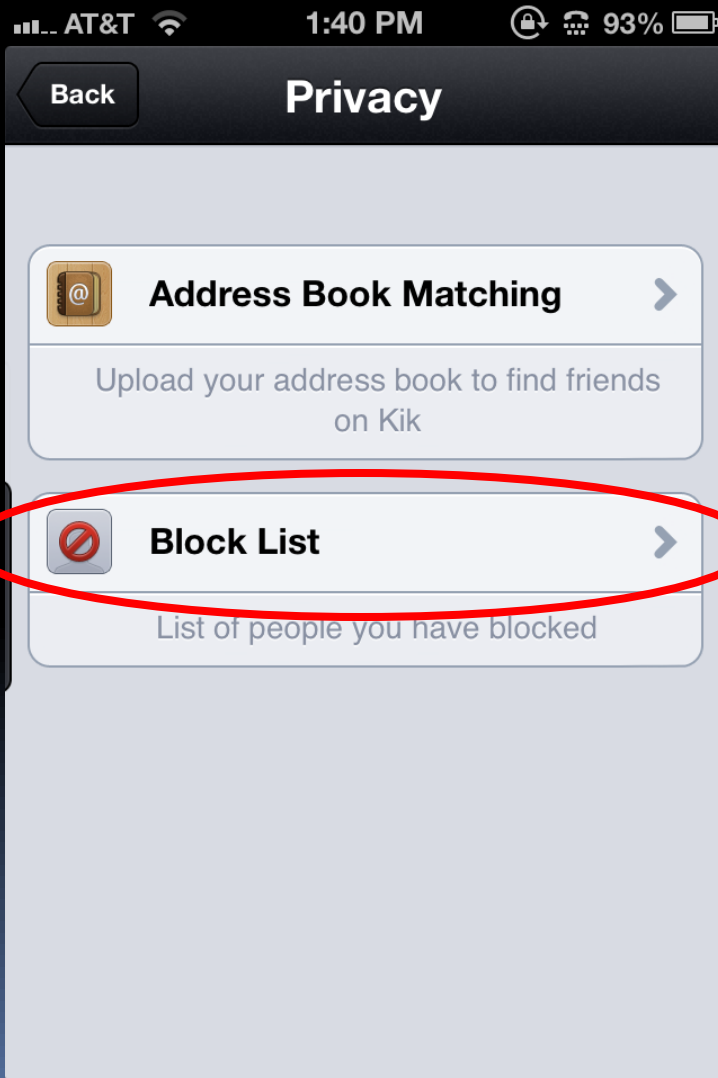 AT&T 1:40 PM 93%
Back Privacy
@ Address Book Matching
Upload your address book to find friends
on Kik
Block List
List of people you have blocked